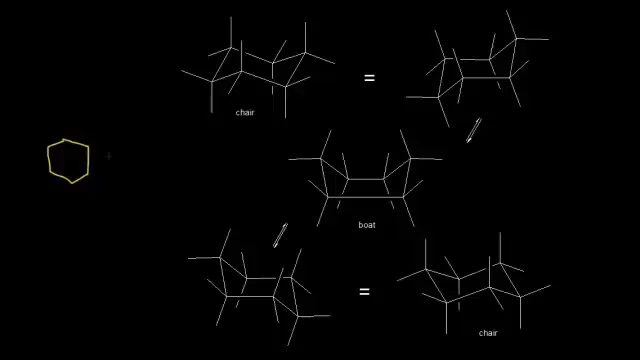 chair
=
boat
=
chair